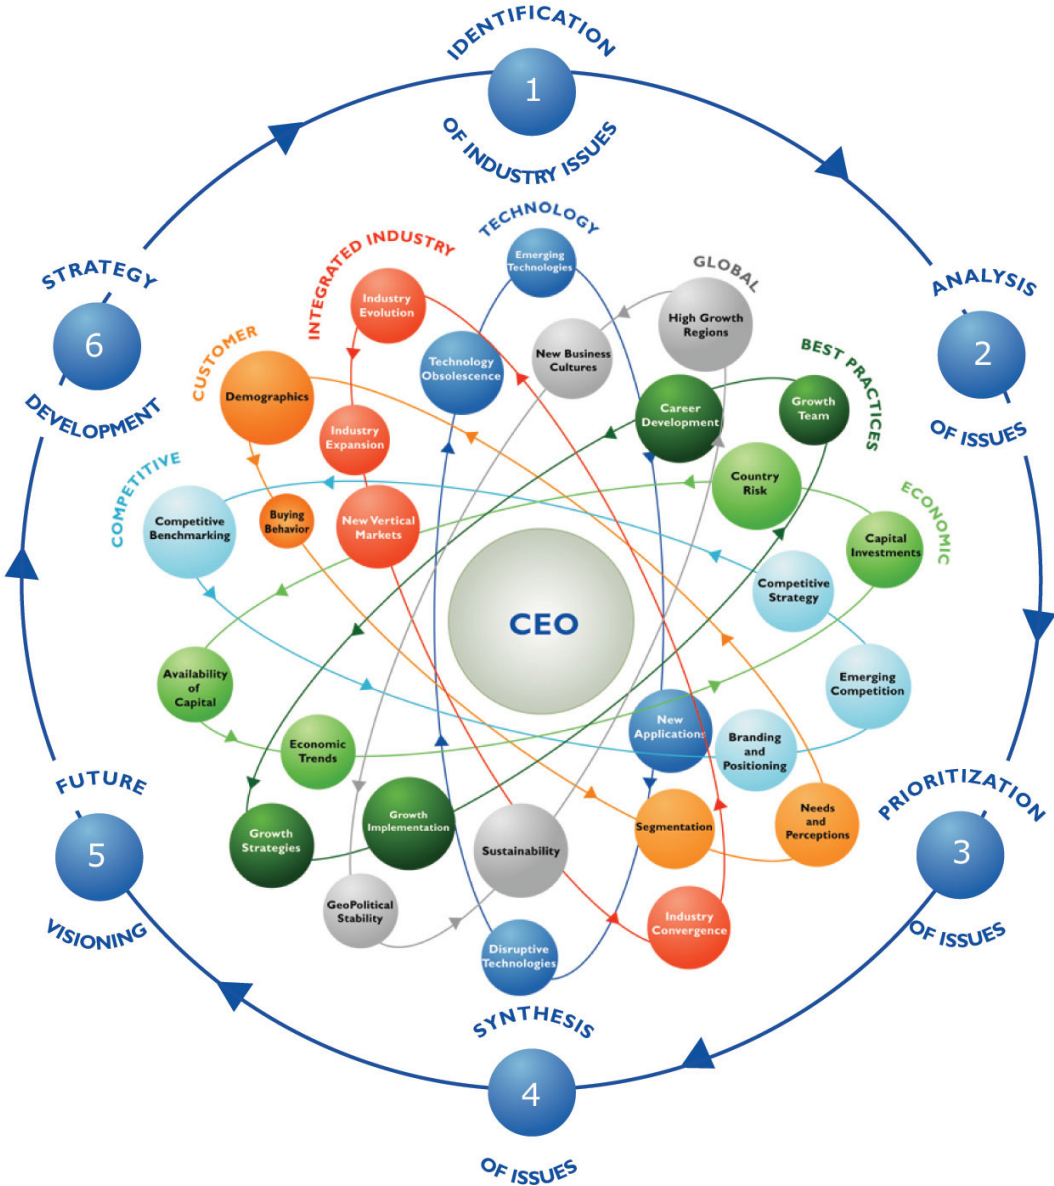 IDENTIFICATION
1
OF INDUSTRY ISSUES
TECHNOLOGY
INTEGRATED INDUSTRY
GLOBAL
Emerging
Technologies
STRATEGY
6
DEVELOPMENT
ANALYSIS
2
OF ISSUES
Industry
Evolution
High Growth
Regions
CUSTOMER
BEST PRACTICES
Technology
Obsolescence
New Business
Cultures
Demographics
Career
Development
Growth
Team
Industry
Expansion
COMPETITIVE
Country
Risk
ECONOMIC
Competitive
Benchmarking
Buying
Behavior
New Vertical
Markets
Capital
Investments
Competitive
Strategy
CEO
Availability
of
Capital
Emerging
Competition
New
Applications
Economic
Trends
Branding
and
Positioning
FUTURE
5
VISIONING
PRIORITIZATION
3
OF ISSUES
Growth
Strategies
Growth
Implementation
Segmentation
Needs
and
Perceptions
Sustainability
GeoPolitical
Stability
Industry
Convergence
Disruptive
Technologies
SYNTHESIS
4
OF ISSUES